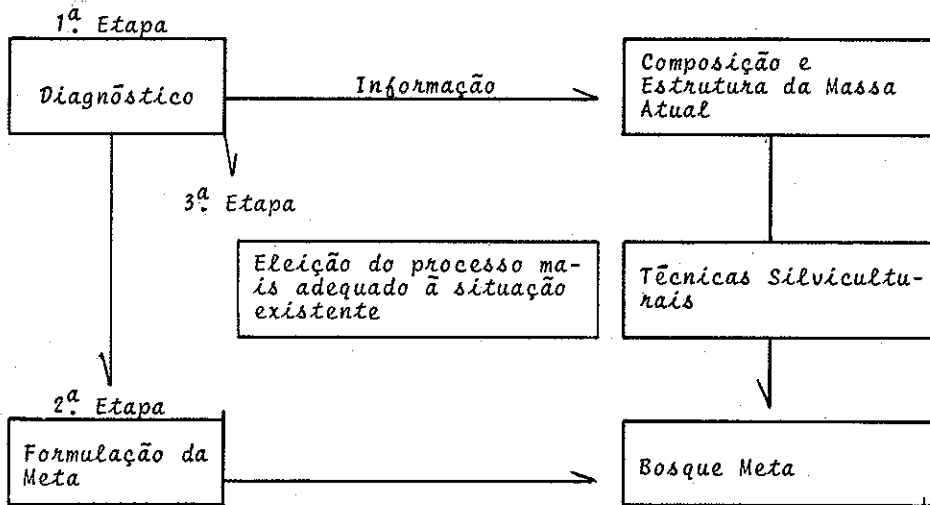 1ª. Etapa
Diagnóstico
Informação
Composição e
Estrutura da Massa
Atual
3ª. Etapa
Eleição do processo ma-
is adequado à situação
existente
Técnicas Silvicultu-
rais
2ª. Etapa
Formulação da
Meta
Bosque Meta